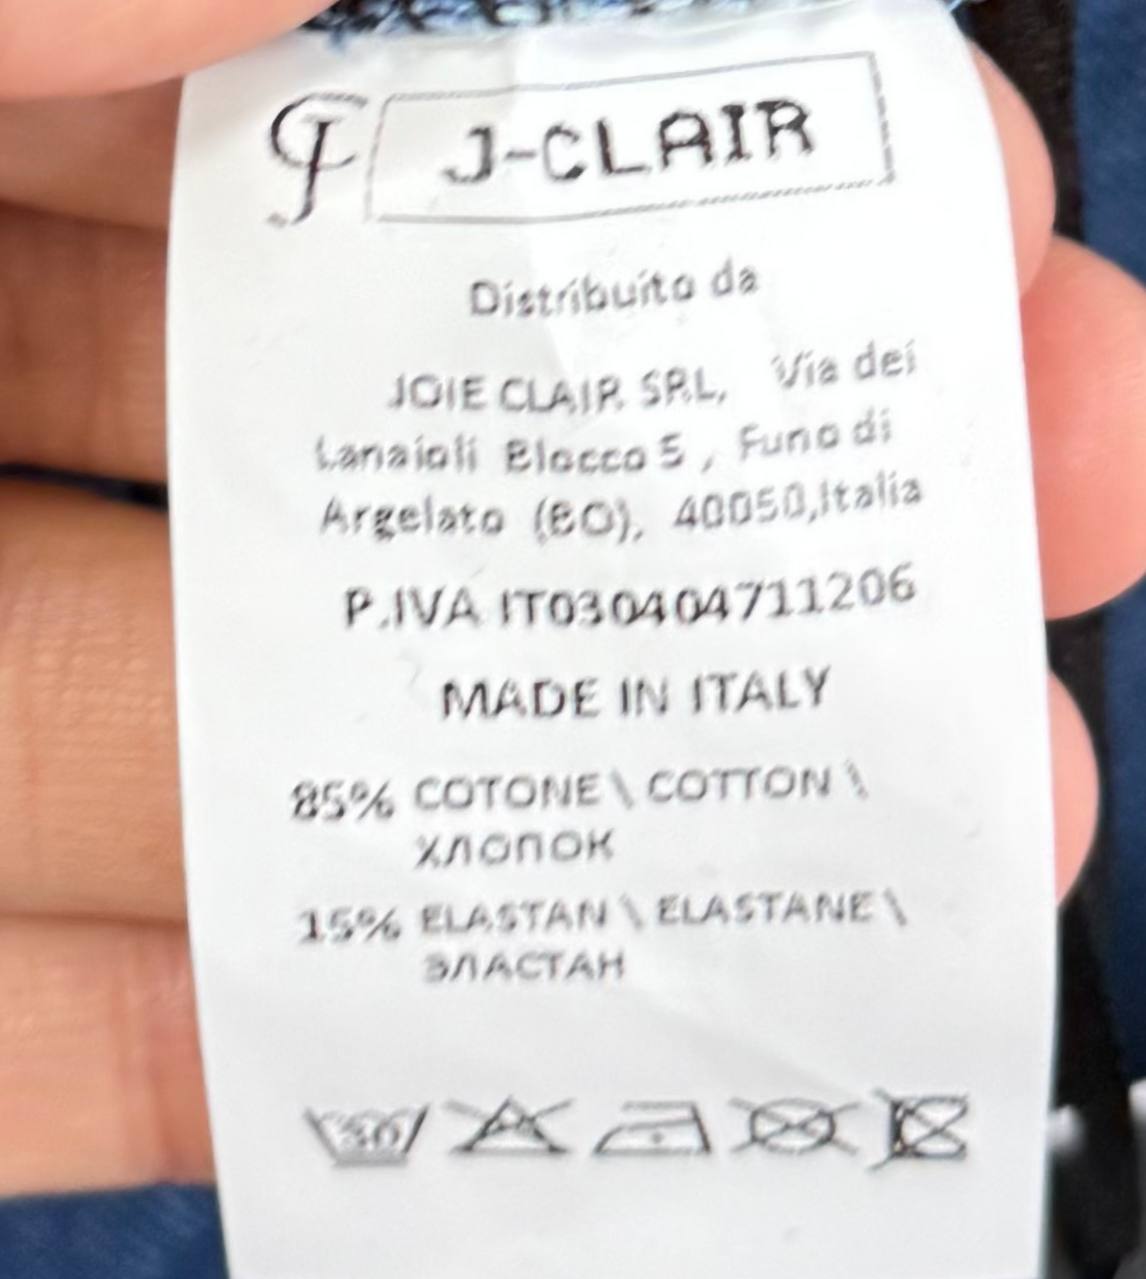 J-CLAIR
Distribuito da
JOIE CLAIR SRL, Via dei
Lanaioli Blocco 5 , Funo di
Argelato (BO), 40050,Italia
P.IVA IT030404711206
MADE IN ITALY
85% COTONE \ COTTON \
ХЛОПОК
15% ELASTAN \ ELASTANE \
ЭЛАСТАН
30